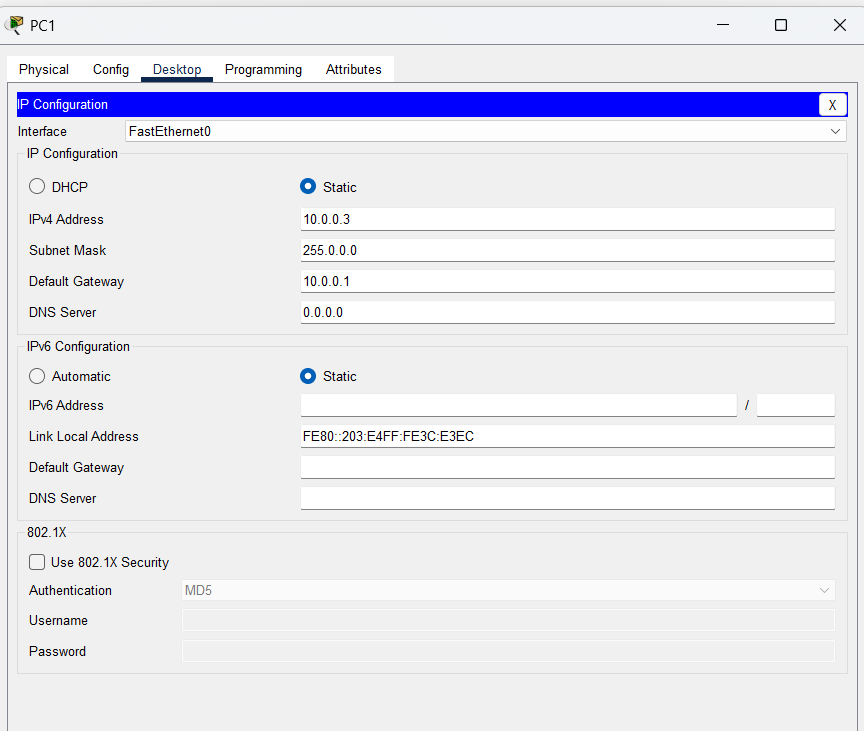 PC1
Physical Config Desktop Programming Attributes
IP Configuration X
Interface FastEthernet0
IP Configuration
DHCP Static
IPv4 Address 10.0.0.3
Subnet Mask 255.0.0.0
Default Gateway 10.0.0.1
DNS Server 0.0.0.0
IPv6 Configuration
Automatic Static
IPv6 Address /
Link Local Address FE80::203:E4FF:FE3C:E3EC
Default Gateway
DNS Server
802.1X
Use 802.1X Security
Authentication MD5
Username
Password